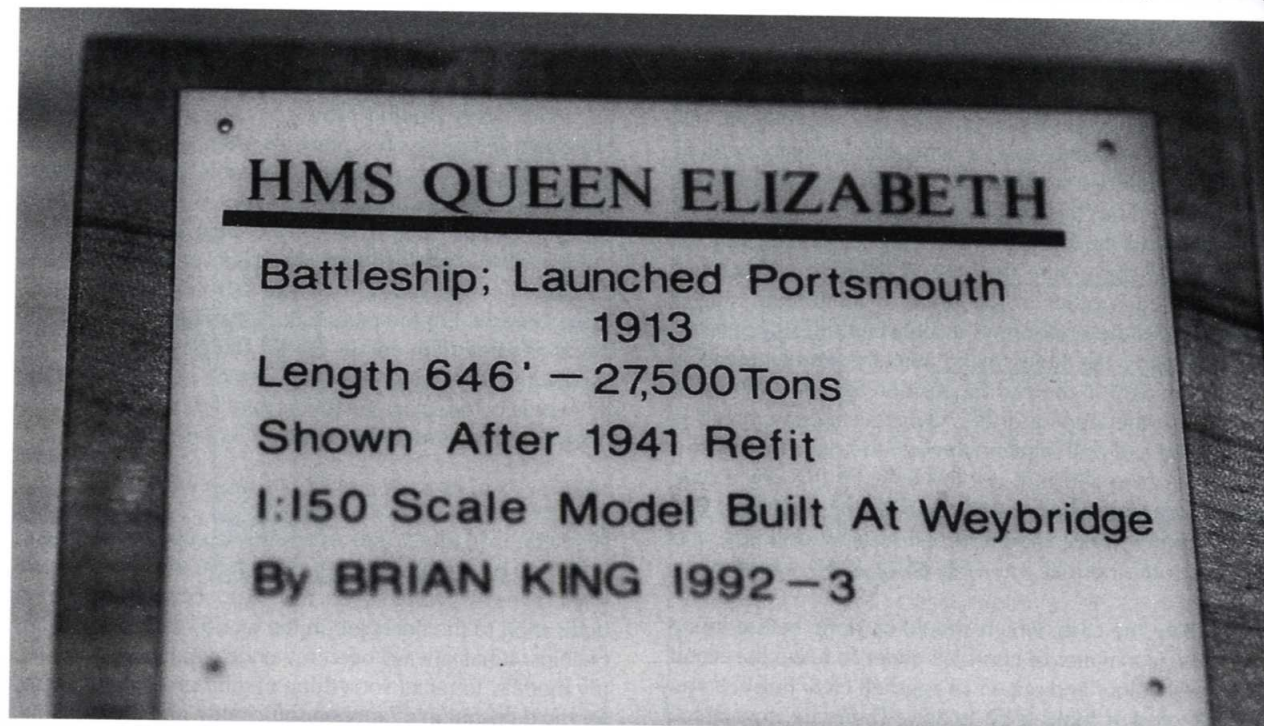 HMS QUEEN ELIZABETH
Battleship; Launched Portsmouth
1913
Length 646' – 27,500 Tons
Shown After 1941 Refit
1:150 Scale Model Built At Weybridge
By BRIAN KING 1992–3